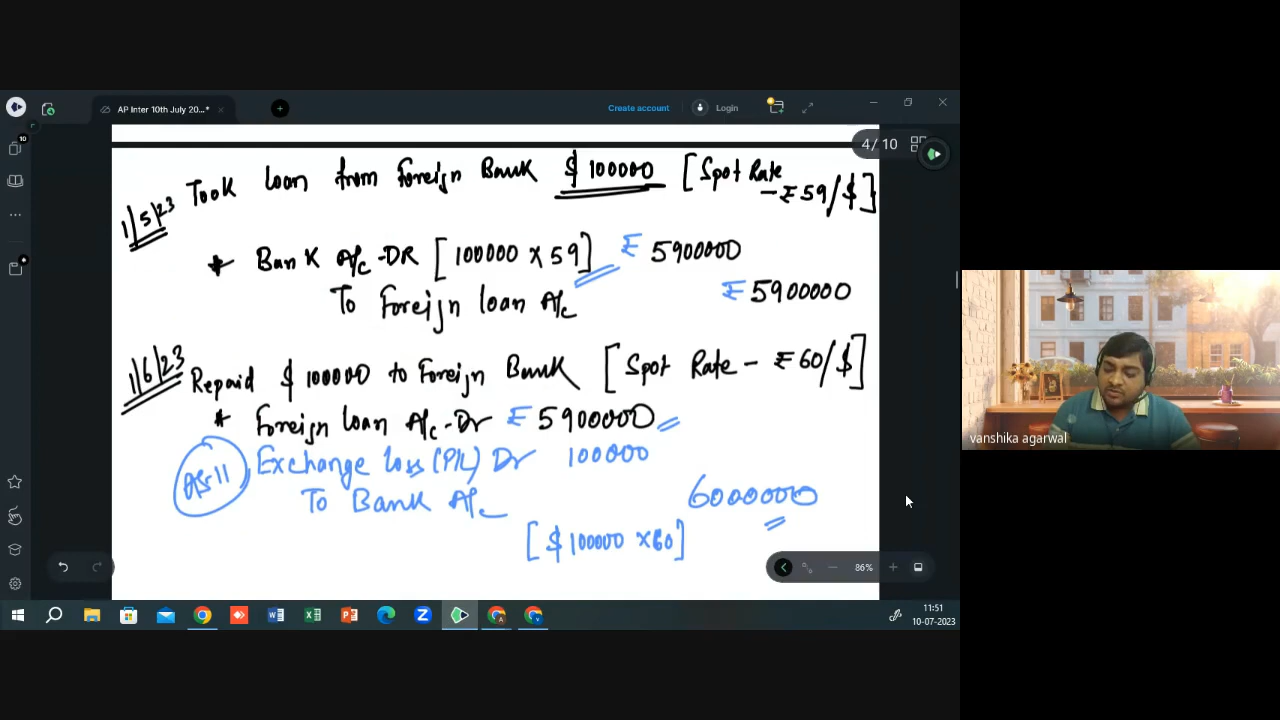 AP Inter 10th July 20...*
Create account
Login
4 / 10
10
1/5/23 Took loan from Foreign Bank $ 100000 [Spot Rate
- ₹ 59/$]
* Bank A/c -DR [100000 x 59] ₹ 5900000
To Foreign loan A/c ₹ 5900000
1/6/23 Repaid $ 100000 to Foreign Bank [Spot Rate - ₹ 60/$]
* Foreign loan A/c -Dr ₹ 5900000
AS 11 Exchange loss (P/L) Dr 100000
To Bank A/c 6000000
[$ 100000 x 60]
86%
vanshika agarwal
11:51
10-07-2023